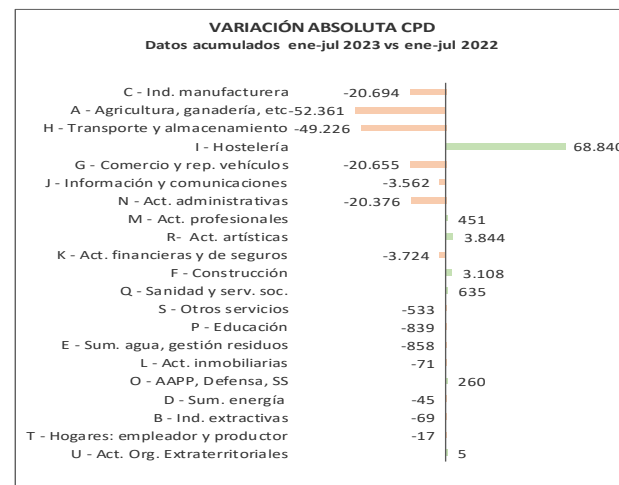 VARIACIÓN ABSOLUTA CPD
Datos acumulados ene-jul 2023 vs ene-jul 2022
C - Ind. manufacturera -20.694
A - Agricultura, ganadería, etc -52.361
H - Transporte y almacenamiento -49.226
I - Hostelería 68.840
G - Comercio y rep. vehículos -20.655
J - Información y comunicaciones -3.562
N - Act. administrativas -20.376
M - Act. profesionales 451
R- Act. artísticas 3.844
K - Act. financieras y de seguros -3.724
F - Construcción 3.108
Q - Sanidad y serv. soc. 635
S - Otros servicios -533
P - Educación -839
E - Sum. agua, gestión residuos -858
L - Act. inmobiliarias -71
O - AAPP, Defensa, SS 260
D - Sum. energía -45
B - Ind. extractivas -69
T - Hogares: empleador y productor -17
U - Act. Org. Extraterritoriales 5